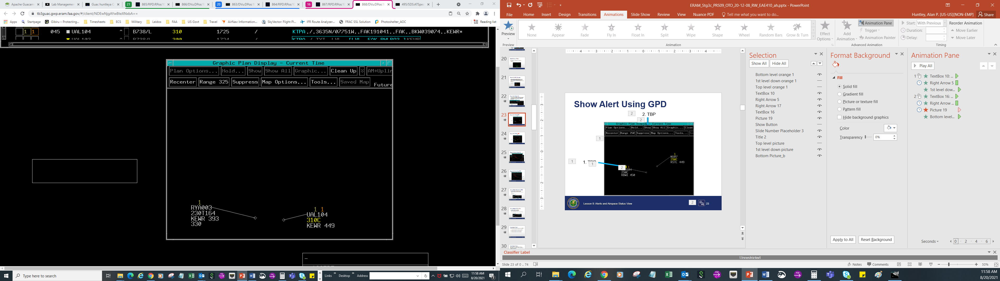 Apache Guacam
Lab Managemen
Guac huntleya C
21
865/RPD:RPos:1
866/DVu:DPos:1
20
863/DVu:DPos:1
864/RPD:RPos:1
16
867/RPD:RPos:1
868/DVu:DPos:1
495/SDS:ATSpec
tb3guac.gwp.eram.faa.gov/#/client/NDEwNjgAYwBteXNxbA==
Apps
Startpage
Gibiru – Protecting...
Timesheets
ECS
Military
Leidos
FAA
US Govt
Travel
AirNav: Information...
SkyVector: Flight Pl...
IFR Route Analyzer...
FRAC SSL Solution
Photoshelter_AOC
Reading list
1 1 045 UAL104 ^ B738/L 310 1725 / KTPA./.3635N/07751W..FAK191041..FAK..BKW039074..KEWR*
Graphic Plan Display - Current Time
Plan Options... Hold... Show Show All Graphic... Clean Up AM+Uplin
Recenter Range 325 Suppress Map Options... Tools... Saved Map Future
1
RYA003
230T164
KEWR 393
330
1 1
UAL104
310C
KEWR 449
Type here to search
Links
Desktop
Address
11:58 AM
8/20/2021
ERAM_Stg3c_PRS09_OTO_20-12-08_RW_EAE410_ah.pptx - PowerPoint
File Home Insert Design Transitions Animations Slide Show Review View Nuance PDF Tell me what you want to do...
Huntley, Alan P. [US-US][NON-EMP] Share
Preview
None
Appear
Fade
Fly In
Float In
Split
Wipe
Shape
Wheel
Random Bars
Grow & Turn
Effect Options
Add Animation
Animation Pane
Trigger
Animation Painter
Start: With Previous
Duration:
Delay:
Reorder Animation
Move Earlier
Move Later
Preview
Animation
Advanced Animation
Timing
20
21
22
23
24
25
26
27
28
29
30
Show Alert Using GPD
2
2. TBP
2
Graphic Plan Display - Current Time
Plan Options... Hold... Show Show All Graphic... Clean
Recenter Range 250 Suppress Map Options... Tools...
1
1
1.
1
2
290C
KBWI 450
1
N107
290C
KSTL 449
Lesson 9: Alerts and Airspace Status View
2
23
Selection
Show All
Hide All
Bottom level orange 1
1st level down orange 1
Top level orange 1
TextBox 10
Right Arrow 5
Right Arrow 17
TextBox 16
Picture 19
Show Button
Slide Number Placeholder 3
Title 2
Top level picture
1st level down picture
Bottom Picture_b
Format Background
Fill
Solid fill
Gradient fill
Picture or texture fill
Pattern fill
Hide background graphics
Color
Transparency
0%
Apply to All
Reset Background
Animation Pane
Play All
1 TextBox 10: ...
Right Arrow 5
1st level dow...
2 TextBox 16: ...
Right Arrow ...
Picture 19
Bottom level...
Seconds
0 2 4 6
Classifier Label
Unrestricted
Slide 23 of 0 .. 74
Notes
Comments
50%
11:58 AM
8/20/2021